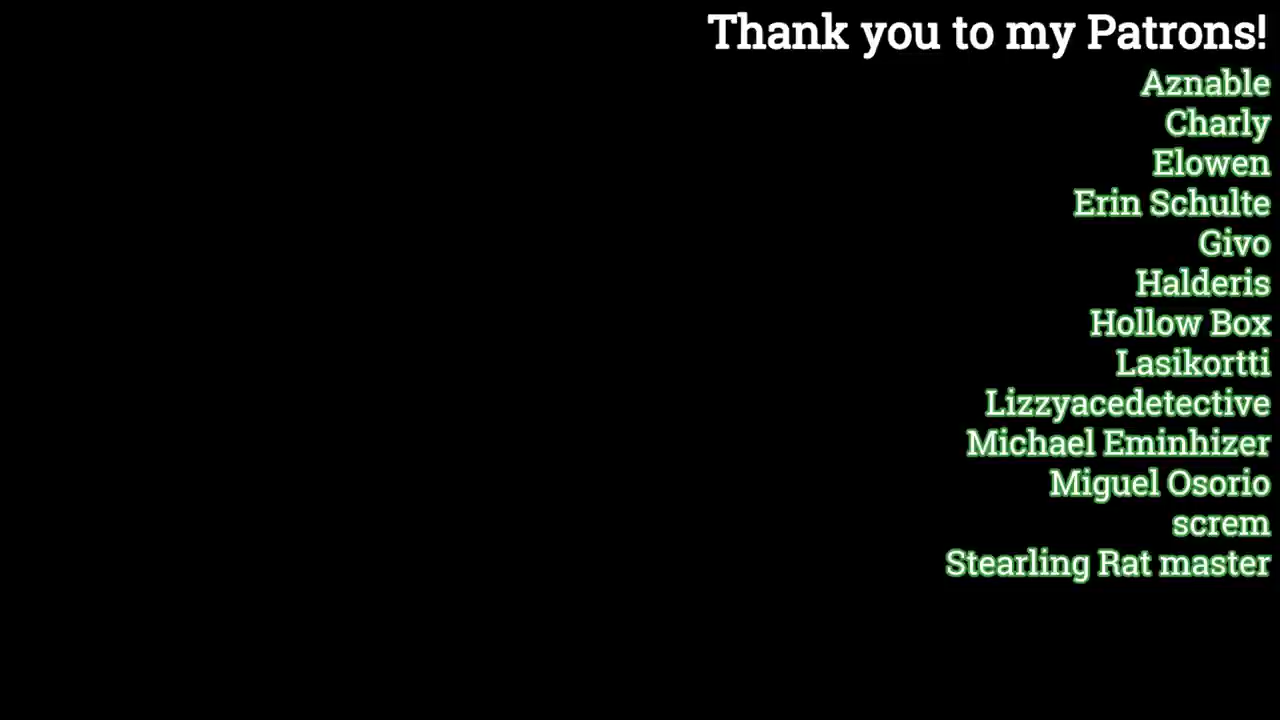 Thank you to my Patrons!
Aznable
Charly
Elowen
Erin Schulte
Givo
Halderis
Hollow Box
Lasikortti
Lizzyacedetective
Michael Eminhizer
Miguel Osorio
screm
Stearling Rat master